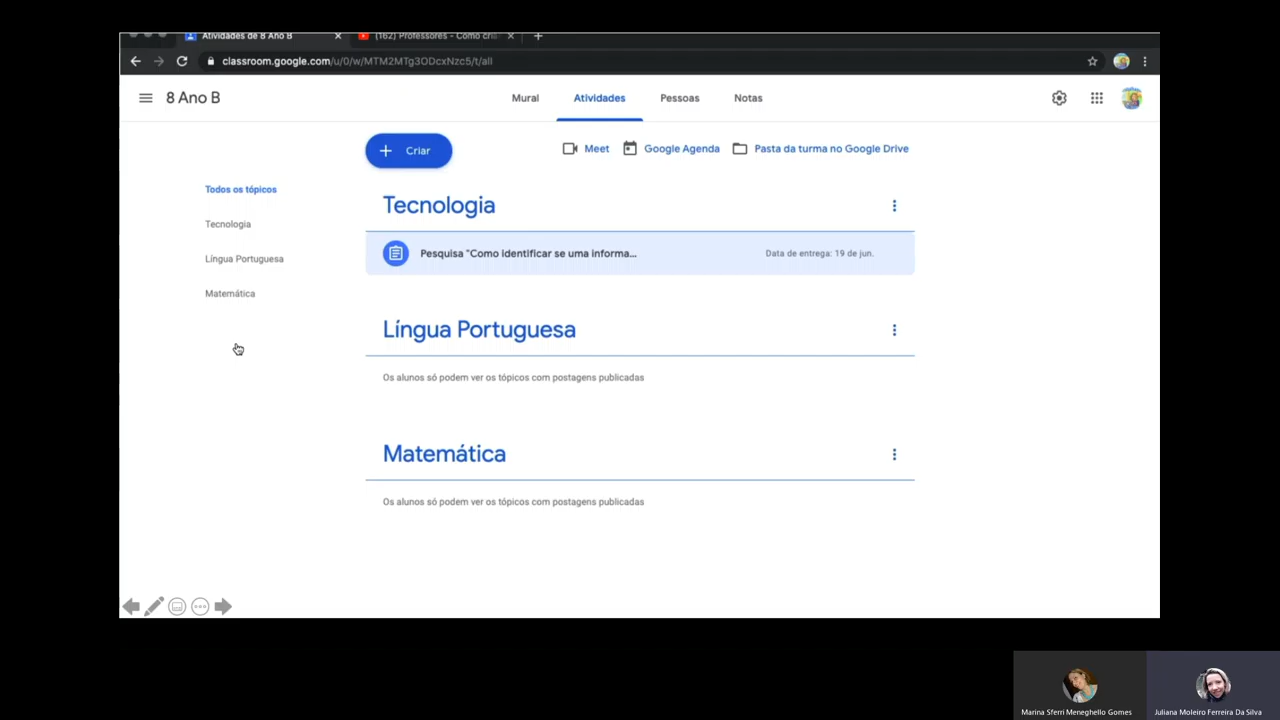 Atividades de 8 Ano B
(162) Professores - Como cri
classroom.google.com/u/0/w/MTM2MTg3ODcxNzc5/t/all
8 Ano B
Mural
Atividades
Pessoas
Notas
Criar
Meet
Google Agenda
Pasta da turma no Google Drive
Todos os tópicos
Tecnologia
Língua Portuguesa
Matemática
Tecnologia
Pesquisa "Como identificar se uma informa...
Data de entrega: 19 de jun.
Língua Portuguesa
Os alunos só podem ver os tópicos com postagens publicadas
Matemática
Os alunos só podem ver os tópicos com postagens publicadas
Marina Sferri Meneghello Gomes
Juliana Moleiro Ferreira Da Silva